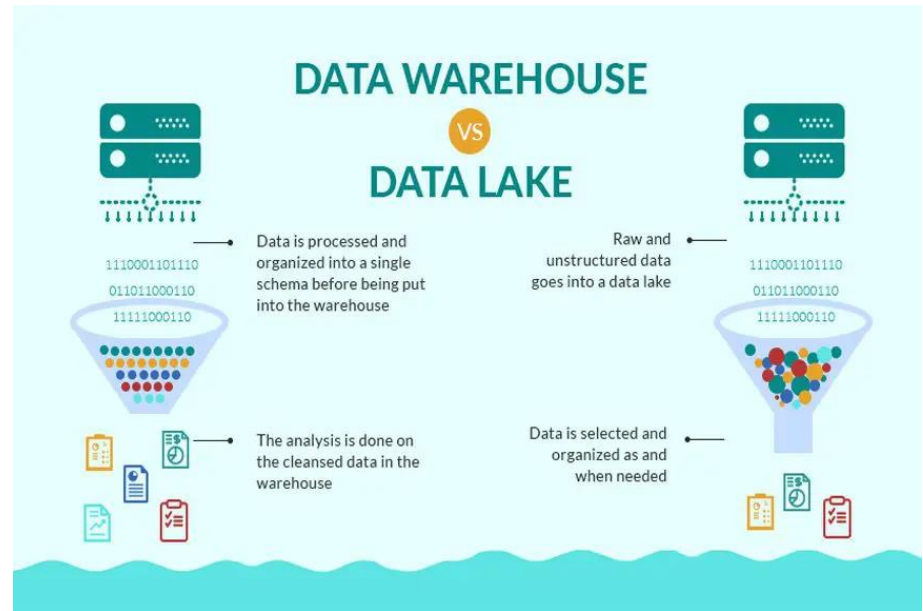 DATA WAREHOUSE
VS
DATA LAKE
Data is processed and
organized into a single
schema before being put
into the warehouse
1110001101110
011011000110
11111000110
The analysis is done on
the cleansed data in the
warehouse
Raw and
unstructured data
goes into a data lake
1110001101110
011011000110
11111000110
Data is selected and
organized as and
when needed